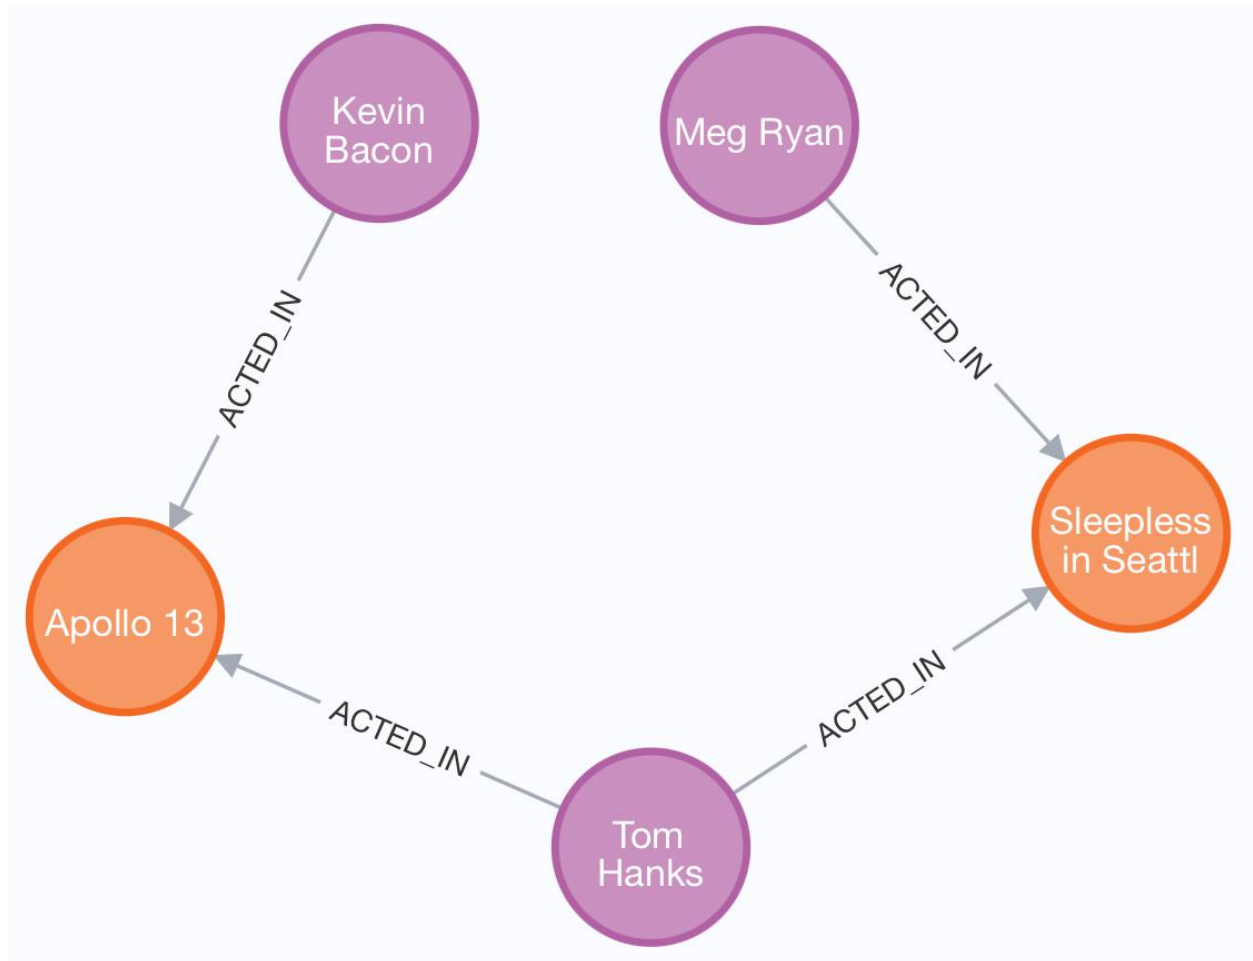 Kevin
Bacon
Meg Ryan
ACTED_IN
ACTED_IN
Sleepless
in Seattl
Apollo 13
ACTED_IN
ACTED_IN
Tom
Hanks